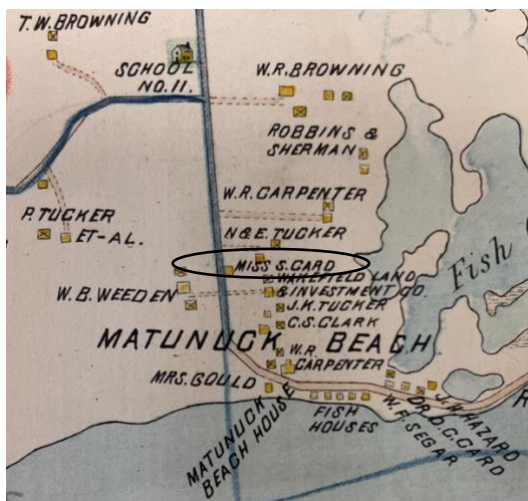 T.W. BROWNING
SCHOOL
NO. 11.
W.R. BROWNING
ROBBINS &
SHERMAN
W.R. CARPENTER
P. TUCKER
ET-AL.
N & E. TUCKER
MISS S. CARD
WAKEFIELD LAND
& INVESTMENT CO
W. B. WEEDEN
J.K. TUCKER
C.S. CLARK
Fish
MATUNUCK BEACH
W.R.
CARPENTER
MRS. GOULD
MATUNUCK
BEACH HOUSE
FISH
HOUSES
W.F. SEGAR
DR. D.C. CARD
J.H. HAZARD